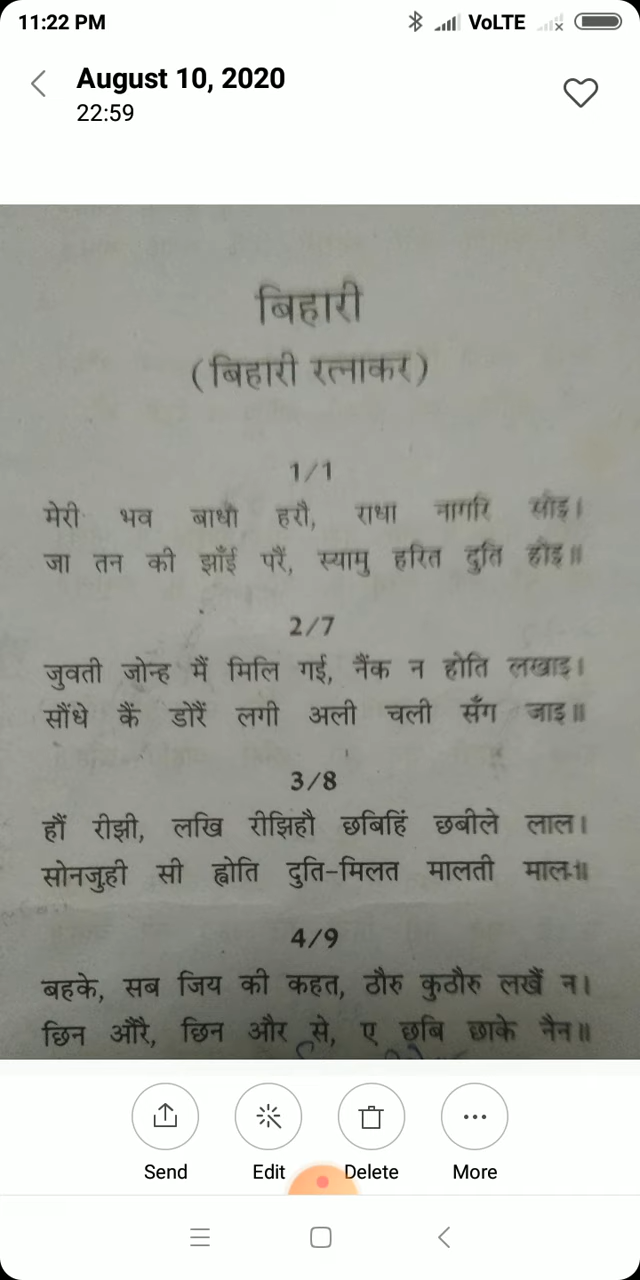 11:22 PM VoLTE
August 10, 2020
22:59
बिहारी
(बिहारी रत्नाकर)
1/1
मेरी भव बाधा हरौ, राधा नागरि सोइ।
जा तन की झाँई परैं, स्यामु हरित दुति होइ॥
2/7
जुवती जोन्ह मैं मिलि गई, नैंक न होति लखाइ।
सौंधे कैं डोरैं लगी अली चली सँग जाइ॥
3/8
हौं रीझी, लखि रीझिहौ छबिहिं छबीले लाल।
सोनजुही सी ह्वोति दुति-मिलत मालती माल॥
4/9
बहके, सब जिय की कहत, ठौरु कुठौरु लखैं न।
छिन औरै, छिन और से, ए छबि छाके नैन॥
Send Edit Delete More